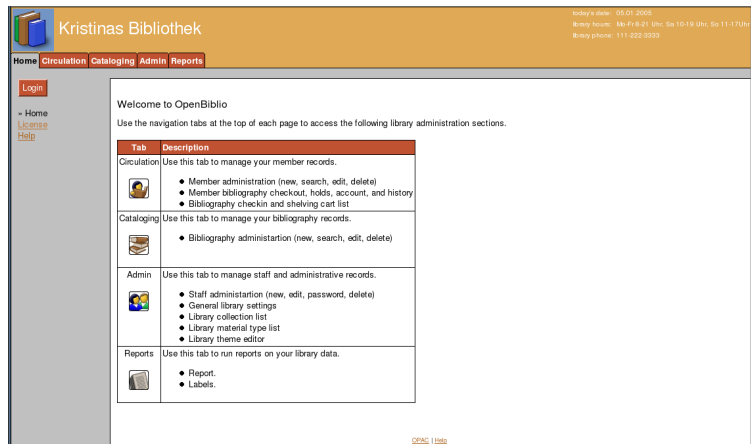 Kristinas Bibliothek
today's date: 05.01.2005
library hours: Mo-Fr 8-21 Uhr, Sa 10-19 Uhr, So 11-17Uhr
library phone: 111-222-3333
Home Circulation Cataloging Admin Reports
Login
» Home
License
Help
Welcome to OpenBiblio
Use the navigation tabs at the top of each page to access the following library administration sections.
Tab Description
Circulation Use this tab to manage your member records.
● Member administration (new, search, edit, delete)
● Member bibliography checkout, holds, account, and history
● Bibliography checkin and shelving cart list
Cataloging Use this tab to manage your bibliography records.
● Bibliography administartion (new, search, edit, delete)
Admin Use this tab to manage staff and administrative records.
● Staff administartion (new, edit, password, delete)
● General library settings
● Library collection list
● Library material type list
● Library theme editor
Reports Use this tab to run reports on your library data.
● Report.
● Labels.
OPAC | Help